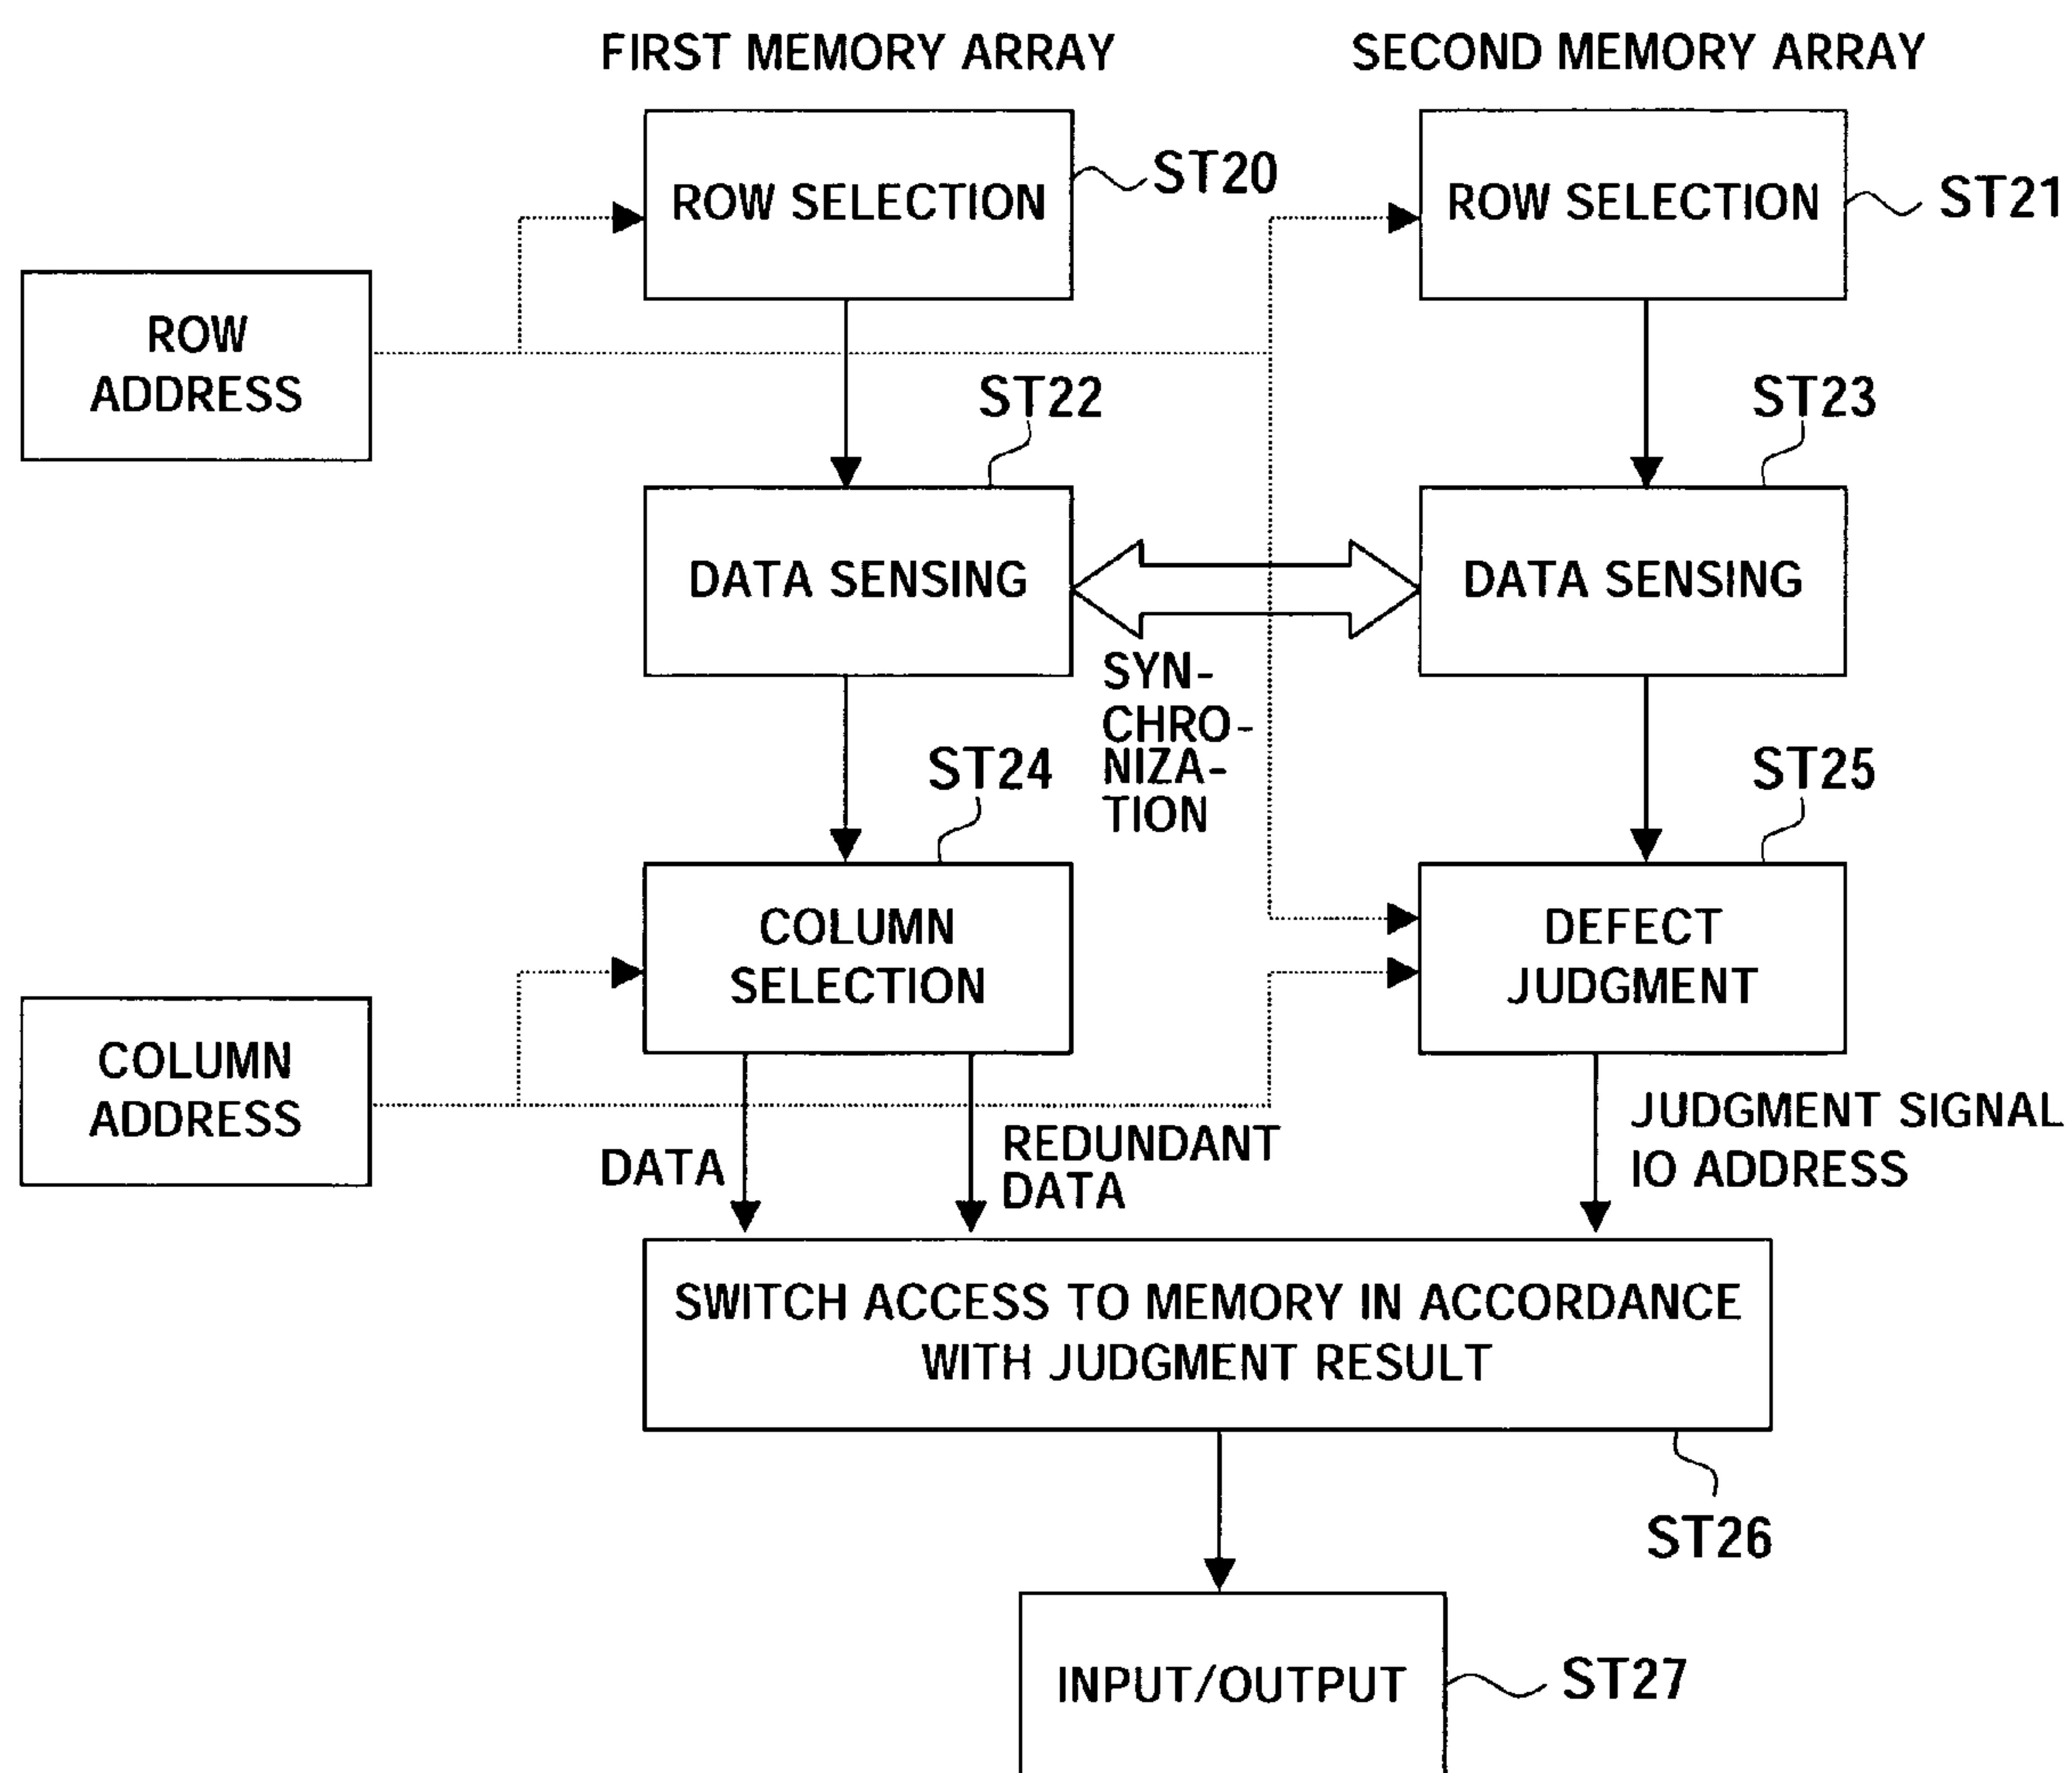 FIRST MEMORY ARRAY
SECOND MEMORY ARRAY
ROW SELECTION
ST20
ROW SELECTION
ST21
ROW
ADDRESS
ST22
ST23
DATA SENSING
DATA SENSING
SYN-
CHRO-
NIZA-
TION
ST24
ST25
COLUMN
SELECTION
DEFECT
JUDGMENT
COLUMN
ADDRESS
DATA
REDUNDANT
DATA
JUDGMENT SIGNAL
IO ADDRESS
SWITCH ACCESS TO MEMORY IN ACCORDANCE
WITH JUDGMENT RESULT
ST26
INPUT/OUTPUT
ST27